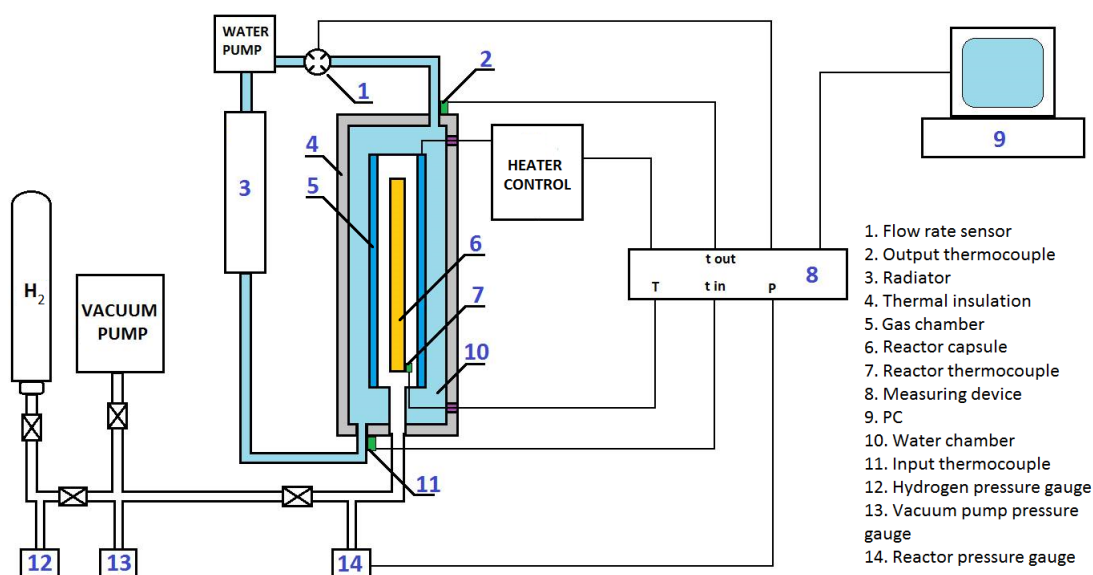 WATER
PUMP
1
2
3
4
5
6
7
10
11
HEATER
CONTROL
9
H2
VACUUM
PUMP
t out
8
T
t in
P
12
13
14
1. Flow rate sensor
2. Output thermocouple
3. Radiator
4. Thermal insulation
5. Gas chamber
6. Reactor capsule
7. Reactor thermocouple
8. Measuring device
9. PC
10. Water chamber
11. Input thermocouple
12. Hydrogen pressure gauge
13. Vacuum pump pressure
gauge
14. Reactor pressure gauge